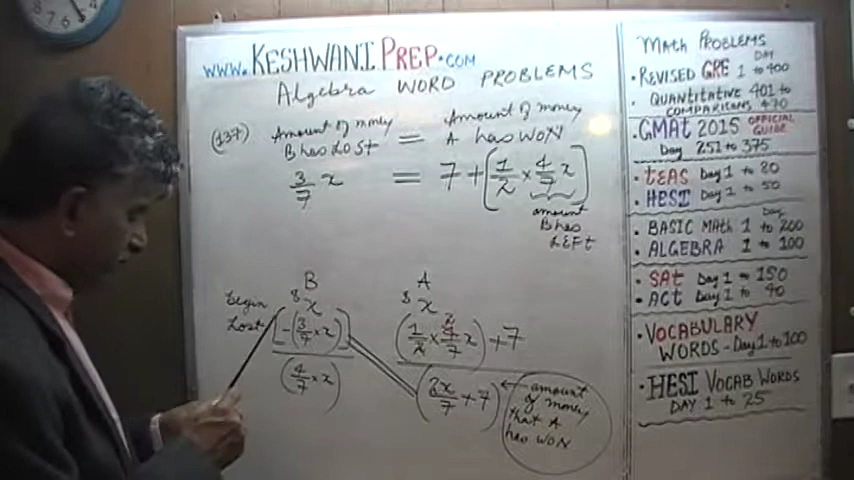 www.KESHWANI PREP.COM
Algebra WORD PROBLEMS
(137) Amount of money B has LOST = Amount of money A has WON
3/7 x = 7 + [1/2 × 4/7 x]
amount
B has
LEFT
B A
Begin $ x $ x
Lost [-(3/7 × x)] (1/2 × 4/7 x) + 7
2
(4/7 × x) (2x/7 + 7) ← amount
of money
that A
has WON
Math PROBLEMS
DAY
• REVISED GRE 1 to 400
• QUANTITATIVE 401 to
COMPARISONS 470
• GMAT 2015 OFFICIAL GUIDE
Day 251 to 375
• TEAS Day 1 to 80
• HESI Day 1 to 50
Day
• BASIC MATH 1 to 200
• ALGEBRA 1 to 100
• SAt Day 1 to 150
• ACt Day 1 to 40
• VOCABULARY
WORDS - Day 1 to 100
• HESI VOCAB WORDS
DAY 1 to 25